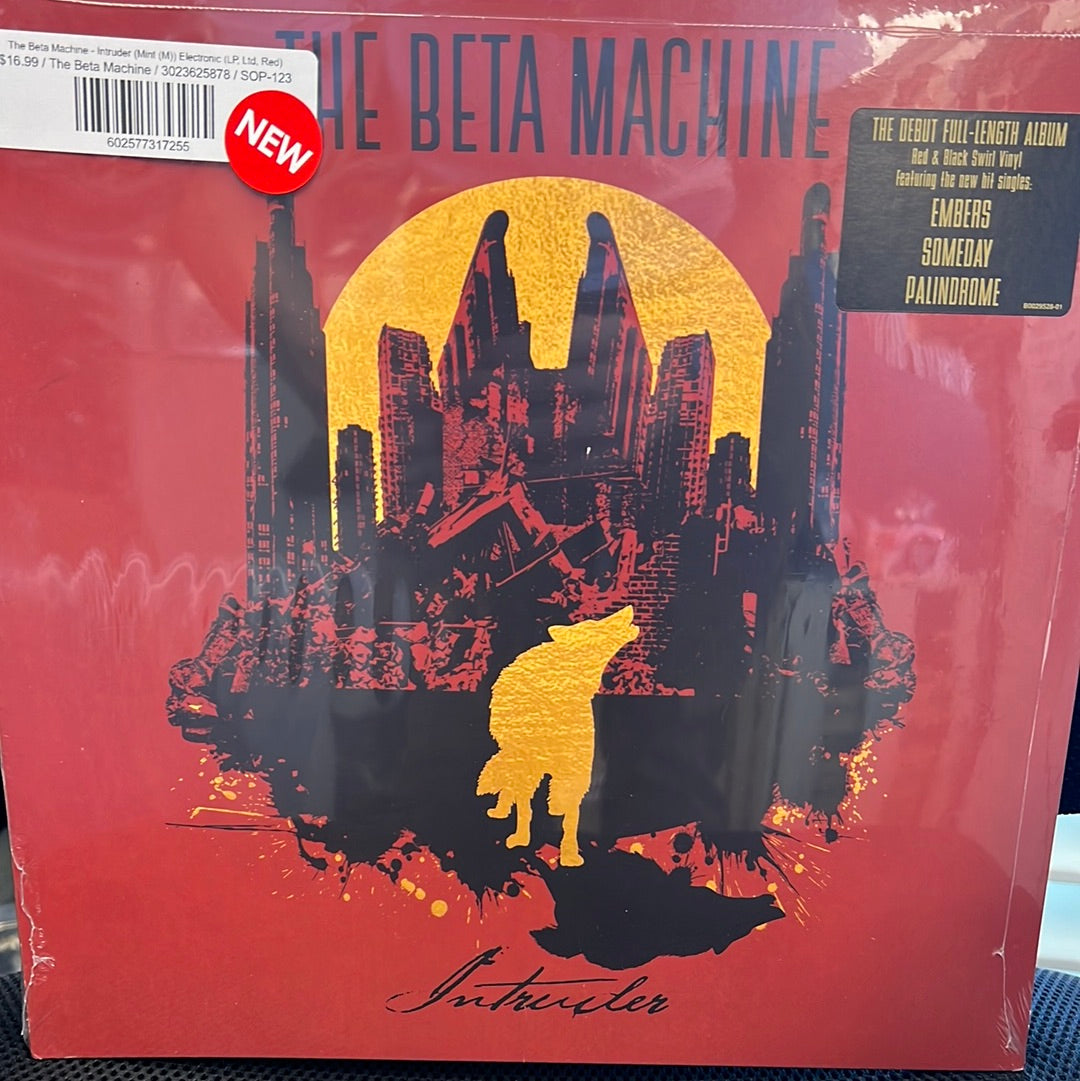 The Beta Machine - Intruder (Mint (M)) Electronic (LP, Ltd, Red)
$16.99 / The Beta Machine / 3023625878 / SOP-123
602577317255
NEW
THE BETA MACHINE
THE DEBUT FULL-LENGTH ALBUM
Red & Black Swirl Vinyl
Featuring the new hit singles:
EMBERS
SOMEDAY
PALINDROME
B0029528-01
Intruder